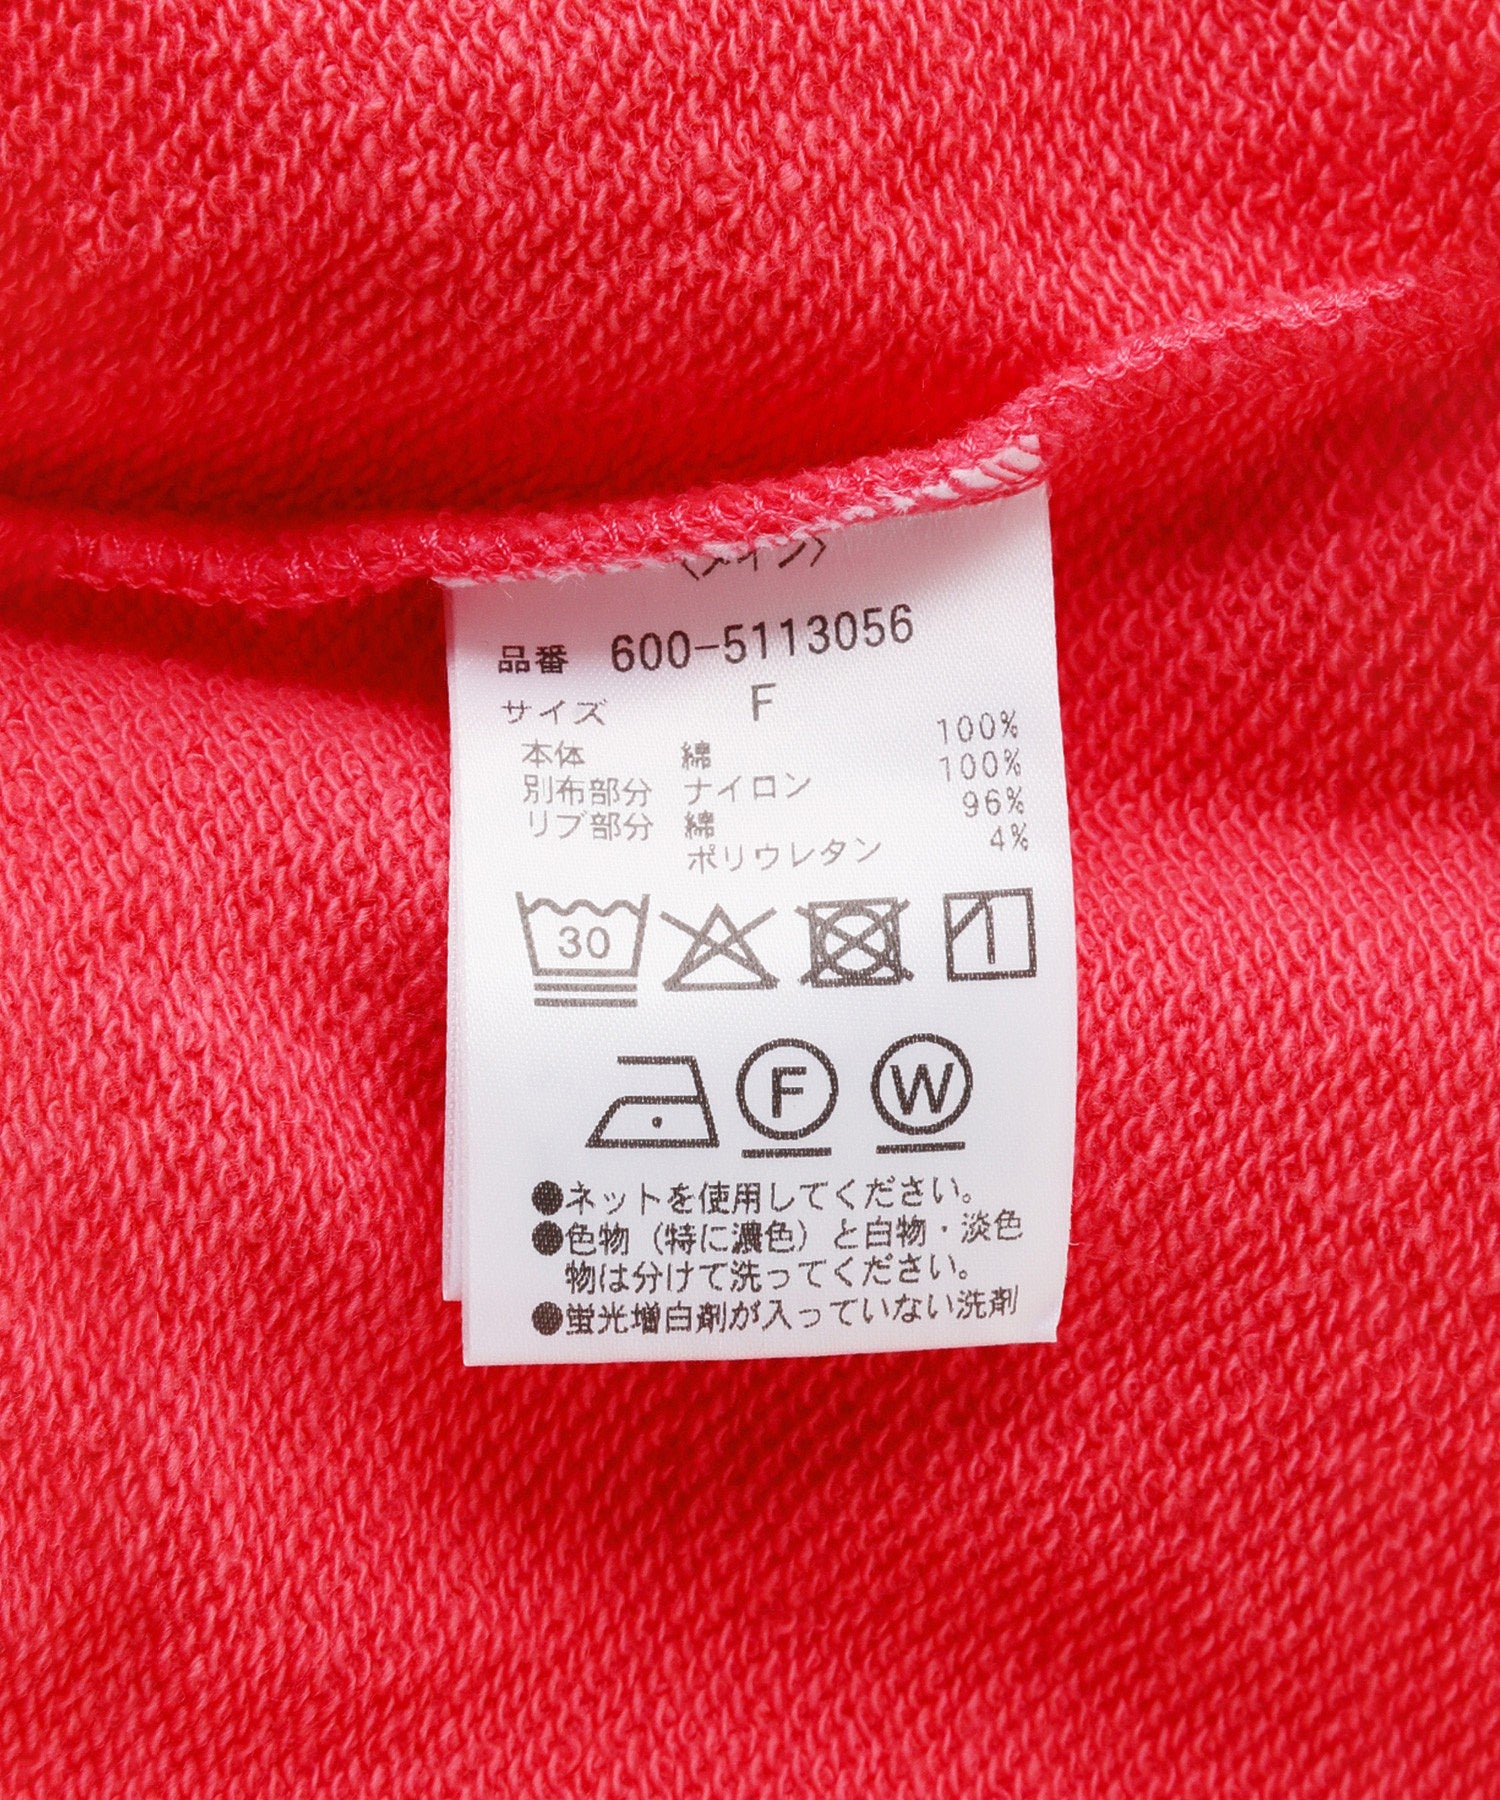 〈メイン〉
品番 600-5113056
サイズ F
本体 綿 100%
別布部分 ナイロン 100%
リブ部分 綿 96%
ポリウレタン 4%
30
F W
●ネットを使用してください。
●色物（特に濃色）と白物・淡色
物は分けて洗ってください。
●蛍光増白剤が入っていない洗剤